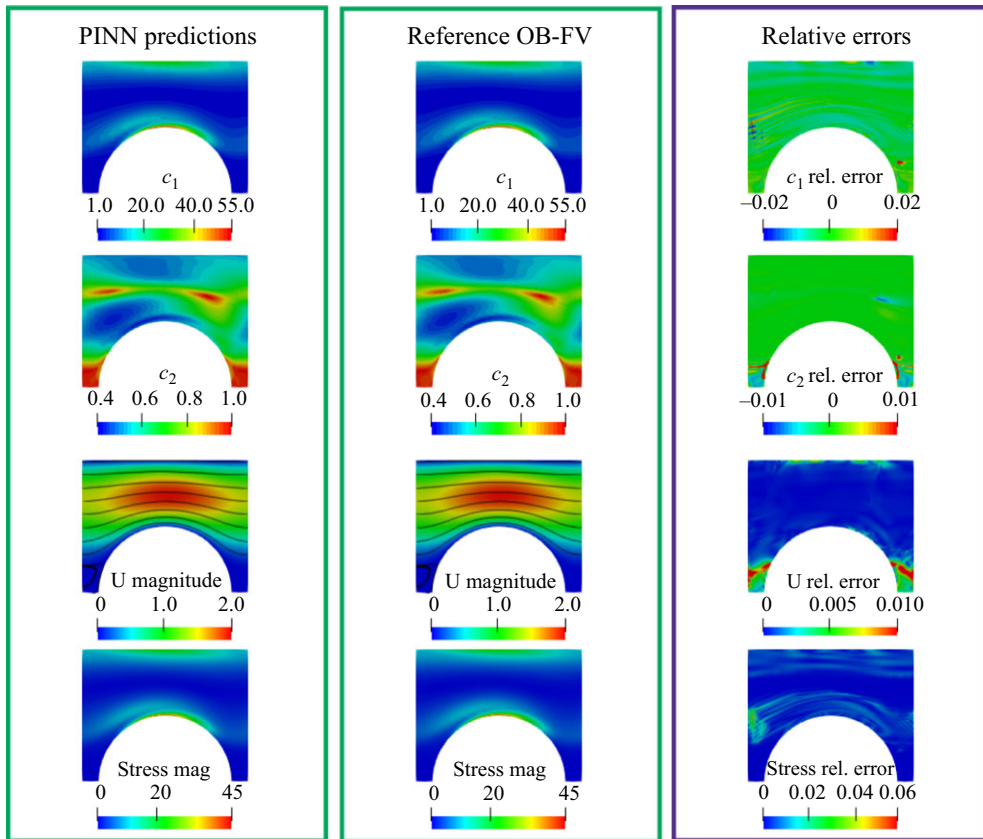 PINN predictions
c1
1.0 20.0 40.0 55.0
c2
0.4 0.6 0.8 1.0
U magnitude
0 1.0 2.0
Stress mag
0 20 45
Reference OB-FV
c1
1.0 20.0 40.0 55.0
c2
0.4 0.6 0.8 1.0
U magnitude
0 1.0 2.0
Stress mag
0 20 45
Relative errors
c1 rel. error
–0.02 0 0.02
c2 rel. error
–0.01 0 0.01
U rel. error
0 0.005 0.010
Stress rel. error
0 0.02 0.04 0.06